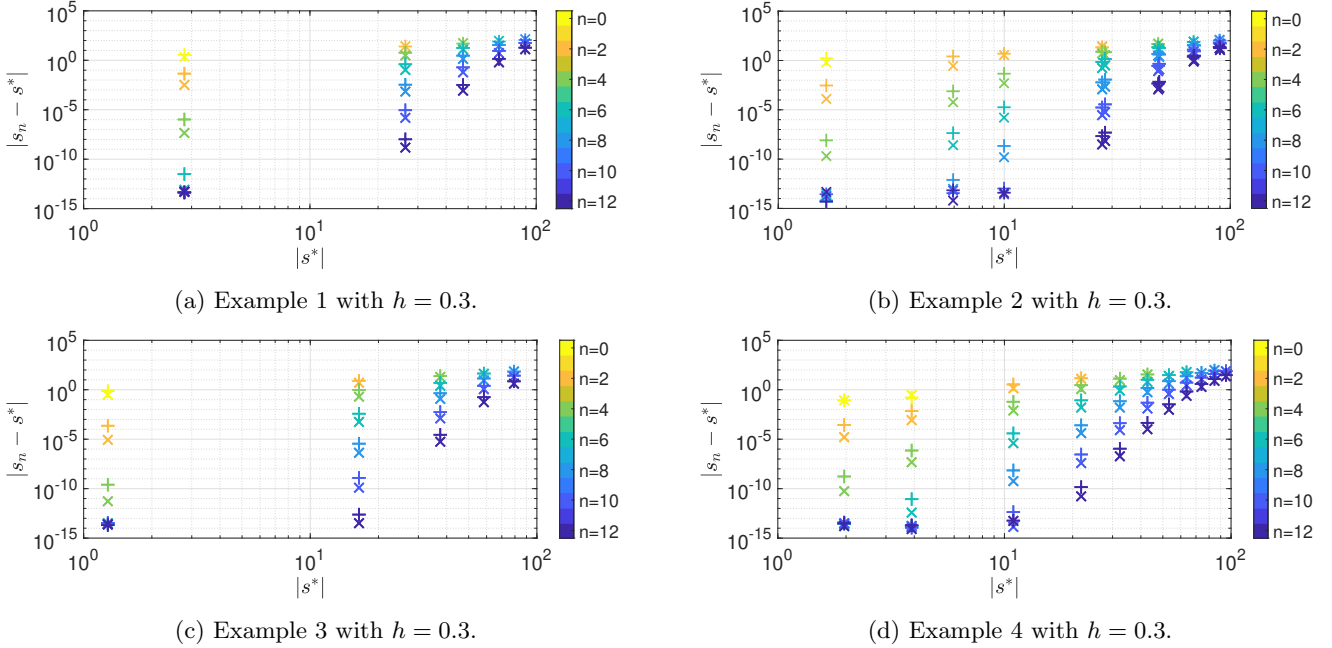 10^5
10^0
10^{-5}
10^{-10}
10^{-15}
|s_n − s^*|
10^0
10^1
10^2
|s^*|
n=0
n=2
n=4
n=6
n=8
n=10
n=12
(a) Example 1 with h = 0.3.
10^5
10^0
10^{-5}
10^{-10}
10^{-15}
|s_n − s^*|
10^0
10^1
10^2
|s^*|
n=0
n=2
n=4
n=6
n=8
n=10
n=12
(b) Example 2 with h = 0.3.
10^5
10^0
10^{-5}
10^{-10}
10^{-15}
|s_n − s^*|
10^0
10^1
10^2
|s^*|
n=0
n=2
n=4
n=6
n=8
n=10
n=12
(c) Example 3 with h = 0.3.
10^5
10^0
10^{-5}
10^{-10}
10^{-15}
|s_n − s^*|
10^0
10^1
10^2
|s^*|
n=0
n=2
n=4
n=6
n=8
n=10
n=12
(d) Example 4 with h = 0.3.